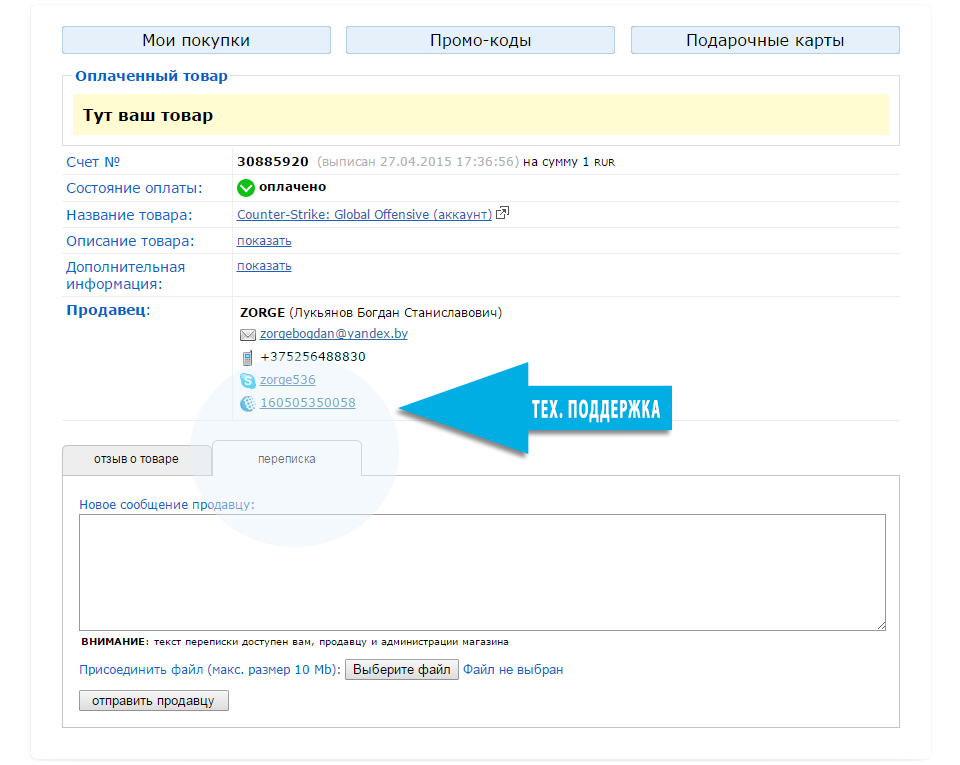 Мои покупки Промо-коды Подарочные карты
Оплаченный товар
Тут ваш товар
Счет № 30885920 (выписан 27.04.2015 17:36:56) на сумму 1 RUR
Состояние оплаты: оплачено
Название товара: Counter-Strike: Global Offensive (аккаунт)
Описание товара: показать
Дополнительная информация: показать
Продавец: ZORGE (Лукьянов Богдан Станиславович)
zorgebogdan@yandex.by
+375256488830
zorge536
160505350058
ТЕХ. ПОДДЕРЖКА
отзыв о товаре переписка
Новое сообщение продавцу:
ВНИМАНИЕ: текст переписки доступен вам, продавцу и администрации магазина
Присоединить файл (макс. размер 10 Mb): Выберите файл Файл не выбран
отправить продавцу